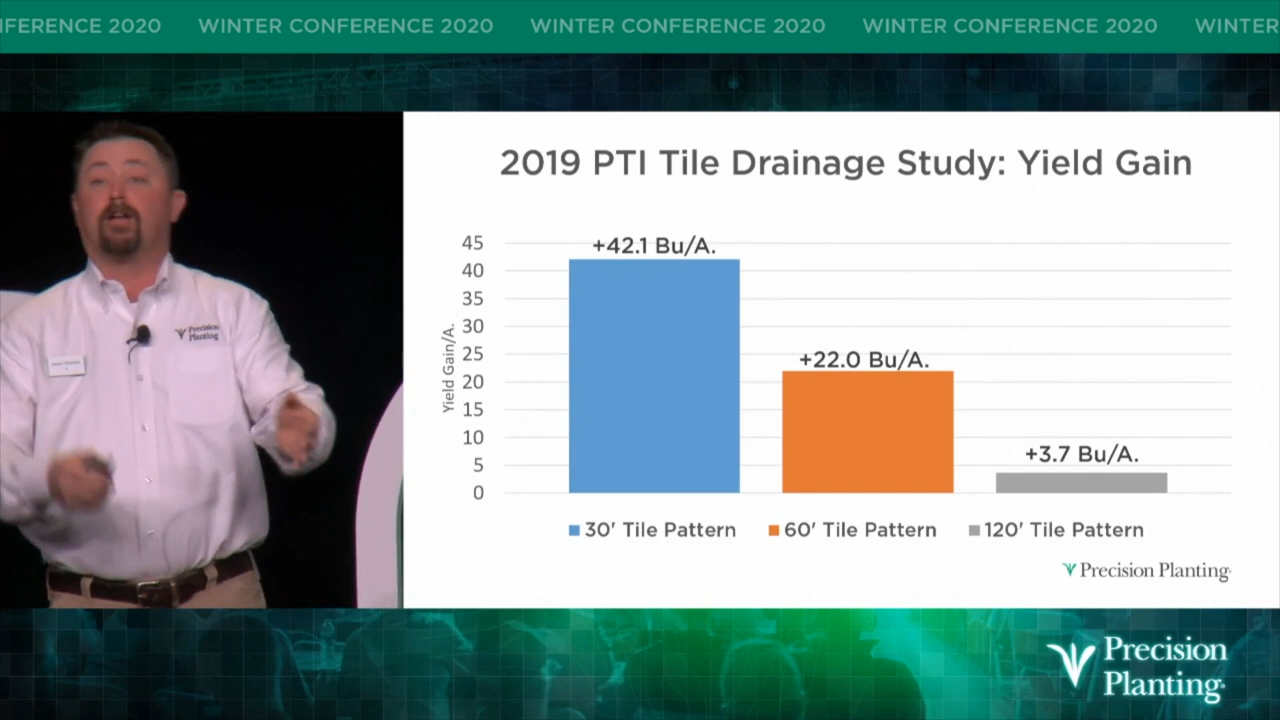 NFERENCE 2020 WINTER CONFERENCE 2020 WINTER CONFERENCE 2020 WINTER CONFERENCE 2020 WINTER
2019 PTI Tile Drainage Study: Yield Gain
Yield Gain/A.
45
40
35
30
25
20
15
10
5
0
+42.1 Bu/A.
+22.0 Bu/A.
+3.7 Bu/A.
30' Tile Pattern
60' Tile Pattern
120' Tile Pattern
Precision Planting
Precision
Planting
Precision
Planting